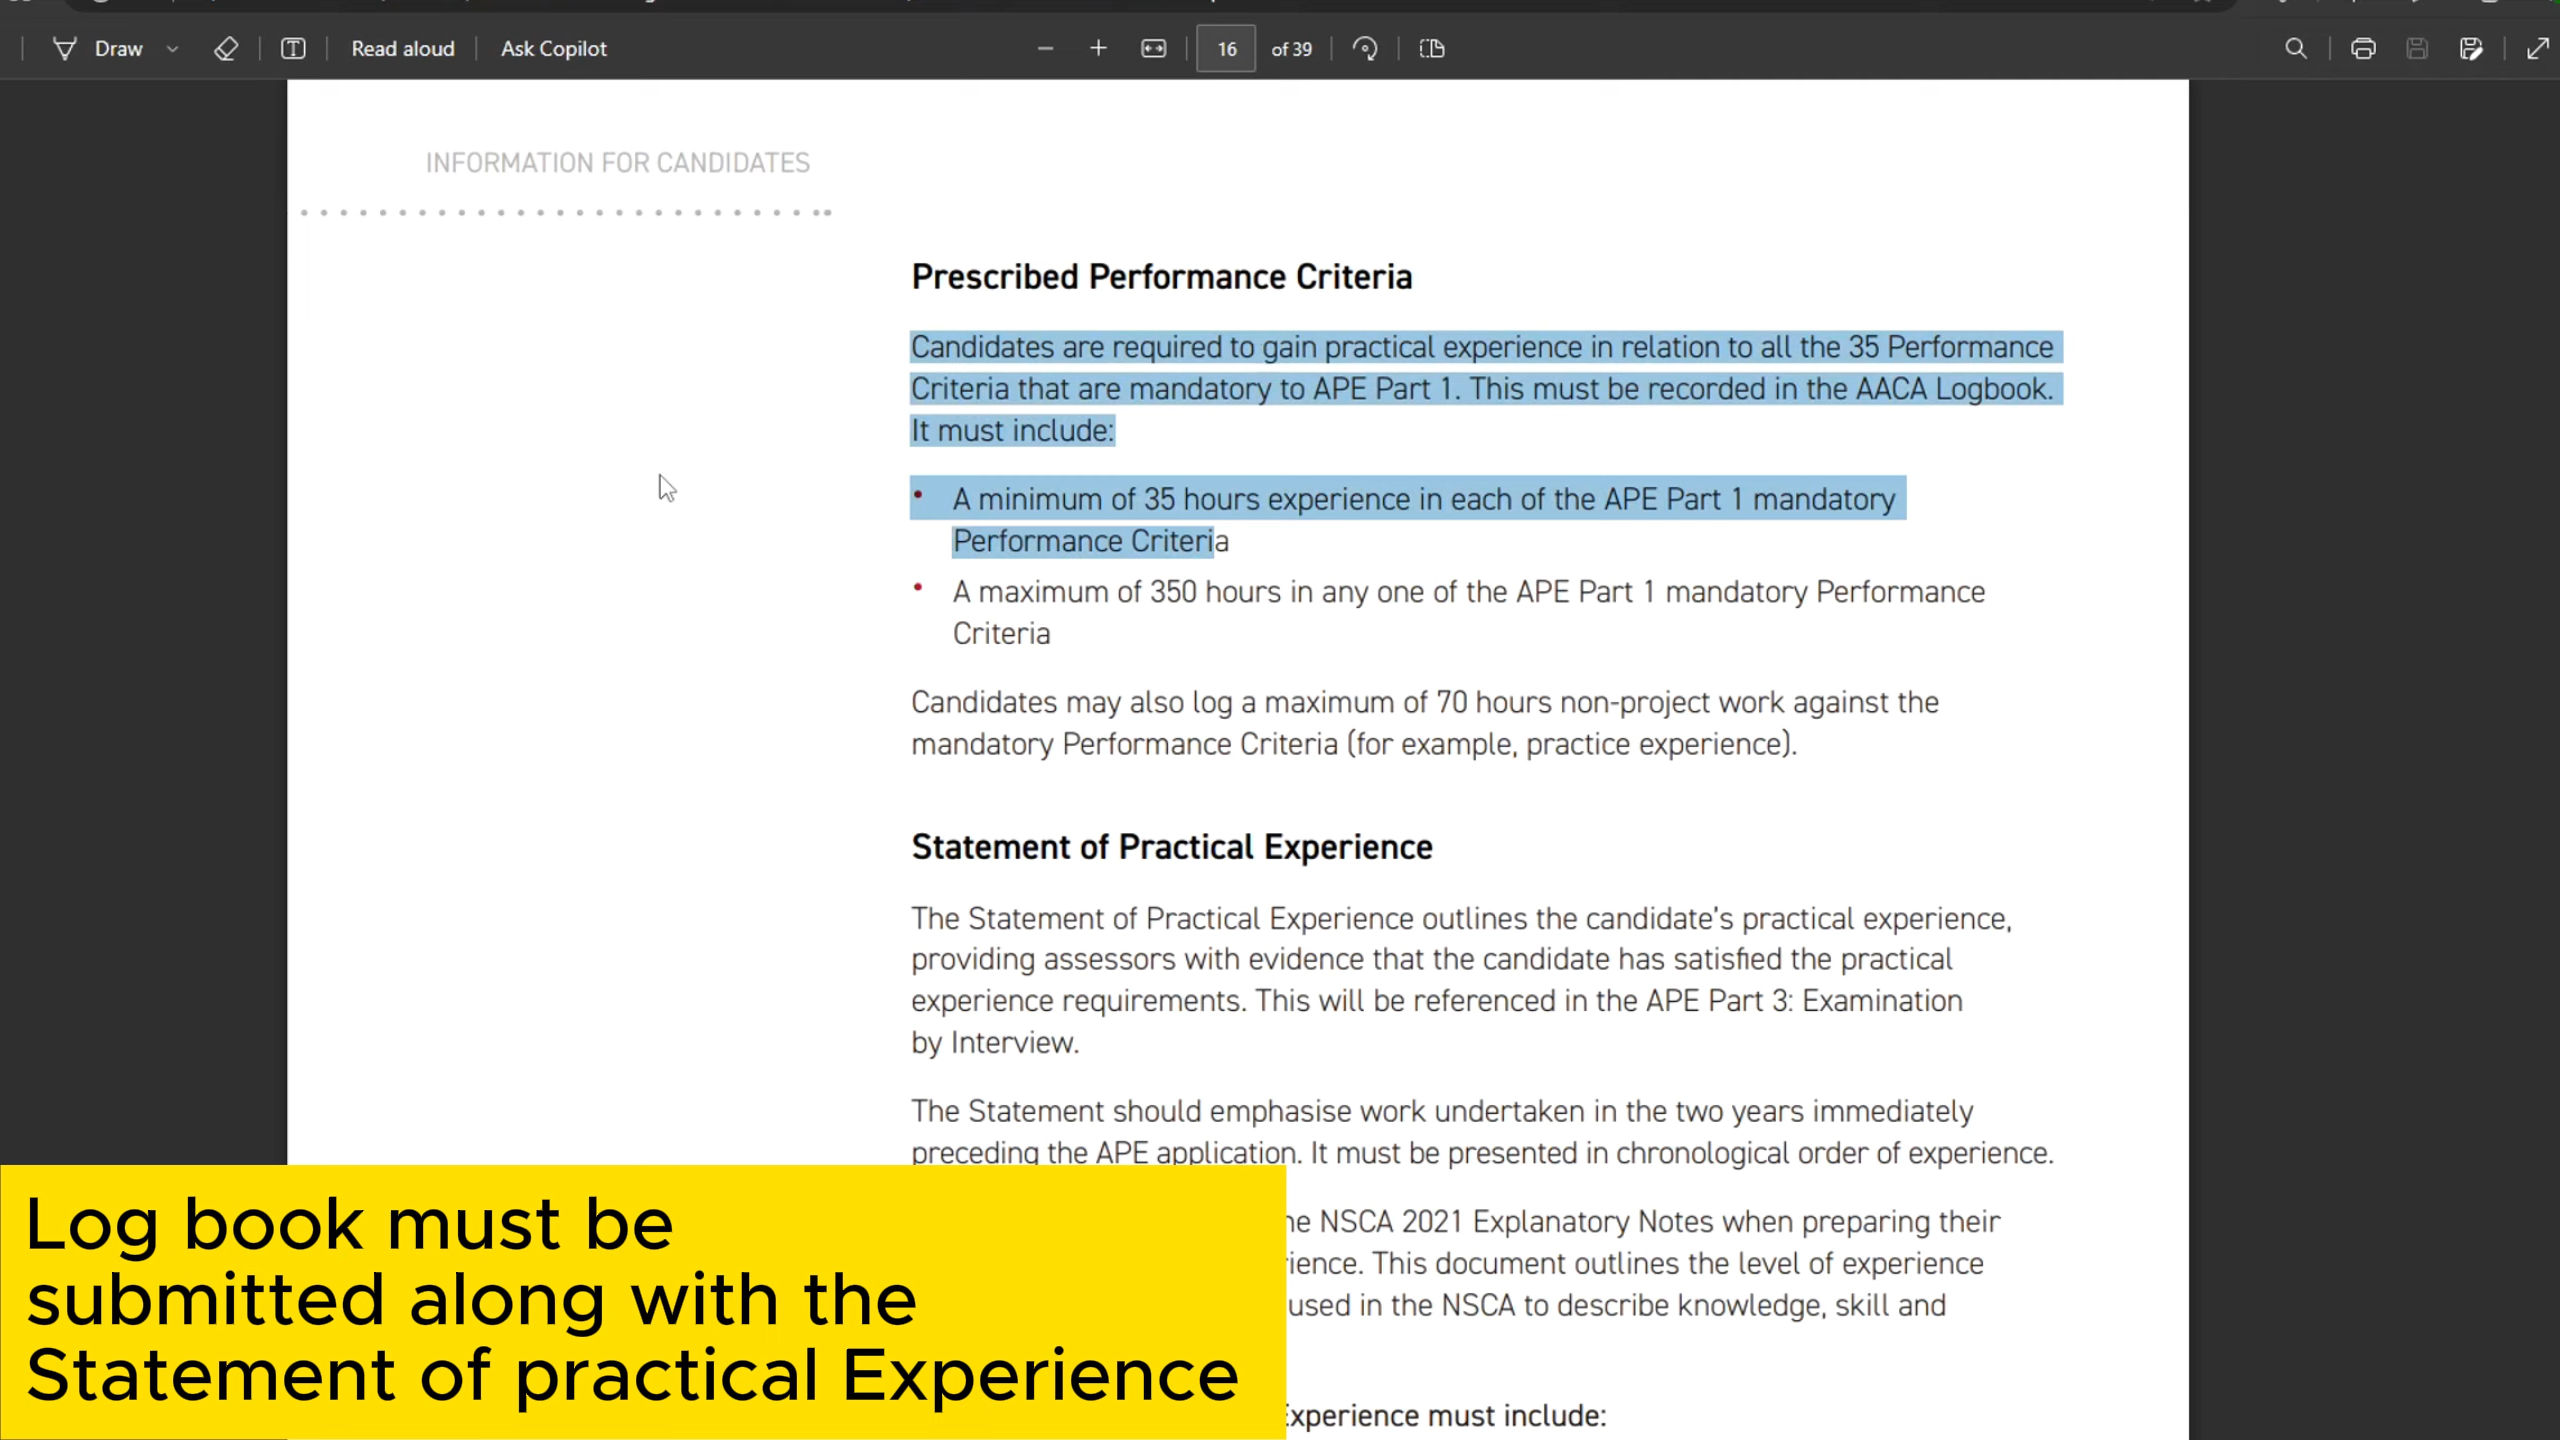 Draw
Read aloud
Ask Copilot
16
of 39
INFORMATION FOR CANDIDATES
Prescribed Performance Criteria
Candidates are required to gain practical experience in relation to all the 35 Performance
Criteria that are mandatory to APE Part 1. This must be recorded in the AACA Logbook.
It must include:
• A minimum of 35 hours experience in each of the APE Part 1 mandatory
Performance Criteria
• A maximum of 350 hours in any one of the APE Part 1 mandatory Performance
Criteria
Candidates may also log a maximum of 70 hours non-project work against the
mandatory Performance Criteria (for example, practice experience).
Statement of Practical Experience
The Statement of Practical Experience outlines the candidate's practical experience,
providing assessors with evidence that the candidate has satisfied the practical
experience requirements. This will be referenced in the APE Part 3: Examination
by Interview.
The Statement should emphasise work undertaken in the two years immediately
preceding the APE application. It must be presented in chronological order of experience.
NSCA 2021 Explanatory Notes when preparing their
This document outlines the level of experience
used in the NSCA to describe knowledge, skill and
Experience must include:
Log book must be
submitted along with the
Statement of practical Experience